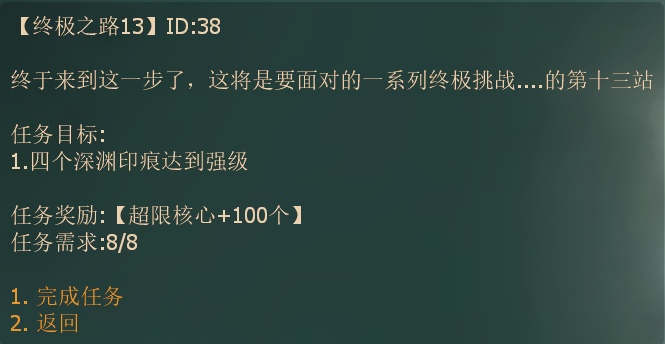 【终极之路13】ID:38
终于来到这一步了，这将是要面对的一系列终极挑战....的第十三站
任务目标:
1.四个深渊印痕达到强级
任务奖励:【超限核心+100个】
任务需求:8/8
1. 完成任务
2. 返回